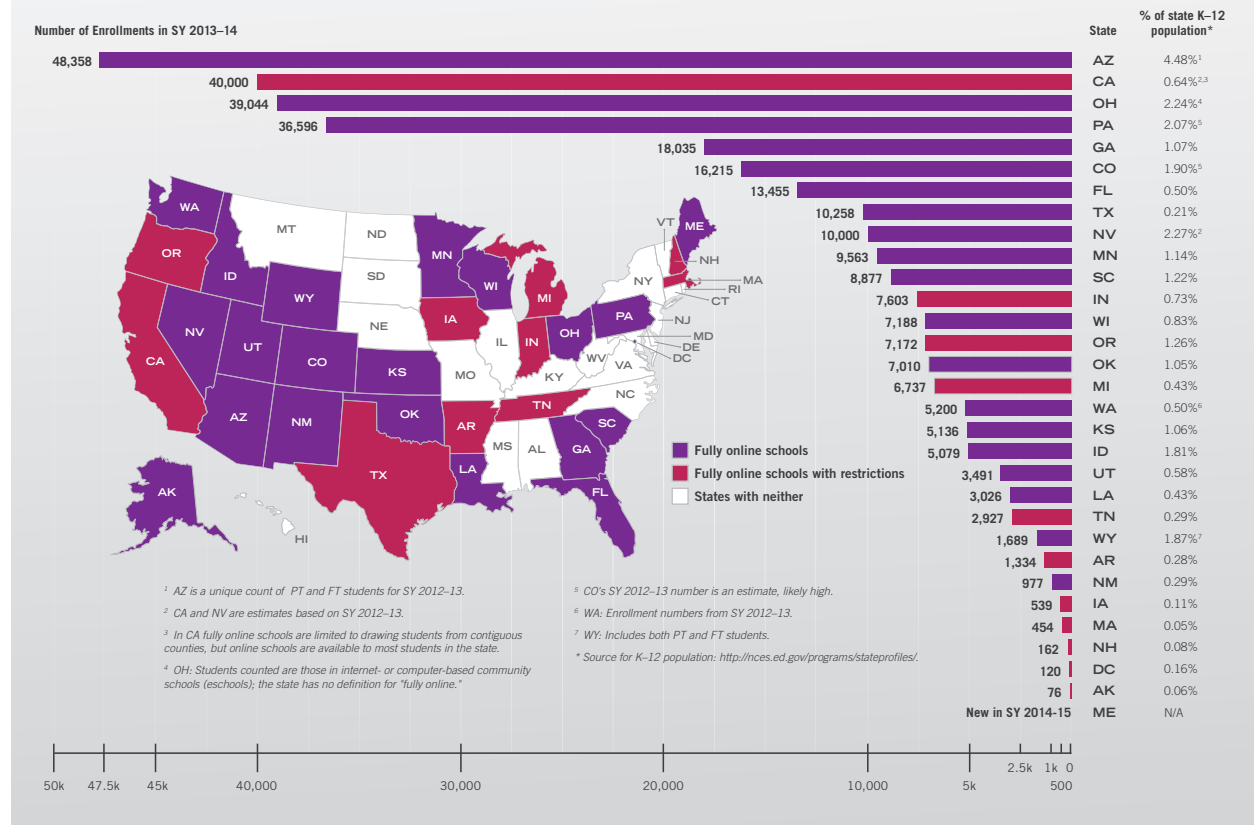 Number of Enrollments in SY 2013–14
State
% of state K–12
population*
48,358 AZ 4.48%¹
40,000 CA 0.64%²,³
39,044 OH 2.24%⁴
36,596 PA 2.07%⁵
18,035 GA 1.07%
16,215 CO 1.90%⁵
13,455 FL 0.50%
10,258 TX 0.21%
10,000 NV 2.27%²
9,563 MN 1.14%
8,877 SC 1.22%
7,603 IN 0.73%
7,188 WI 0.83%
7,172 OR 1.26%
7,010 OK 1.05%
6,737 MI 0.43%
5,200 WA 0.50%⁶
5,136 KS 1.06%
5,079 ID 1.81%
3,491 UT 0.58%
3,026 LA 0.43%
2,927 TN 0.29%
1,689 WY 1.87%⁷
1,334 AR 0.28%
977 NM 0.29%
539 IA 0.11%
454 MA 0.05%
162 NH 0.08%
120 DC 0.16%
76 AK 0.06%
New in SY 2014-15 ME N/A
WA
MT
ND
MN
VT
ME
OR
ID
SD
WI
NH
WY
MI
NY
MA
RI
CT
NV
NE
IA
PA
NJ
UT
IL
IN
OH
MD
DE
DC
CA
CO
KS
MO
WV
VA
KY
NC
AZ
NM
OK
AR
TN
SC
MS
AL
GA
TX
LA
FL
AK
HI
Fully online schools
Fully online schools with restrictions
States with neither
¹ AZ is a unique count of PT and FT students for SY 2012–13.
² CA and NV are estimates based on SY 2012–13.
³ In CA fully online schools are limited to drawing students from contiguous
counties, but online schools are available to most students in the state.
⁴ OH: Students counted are those in internet- or computer-based community
schools (eschools); the state has no definition for "fully online."
⁵ CO's SY 2012–13 number is an estimate, likely high.
⁶ WA: Enrollment numbers from SY 2012–13.
⁷ WY: Includes both PT and FT students.
* Source for K–12 population: http://nces.ed.gov/programs/stateprofiles/.
50k 47.5k 45k 40,000 30,000 20,000 10,000 5k 2.5k 1k 500 0